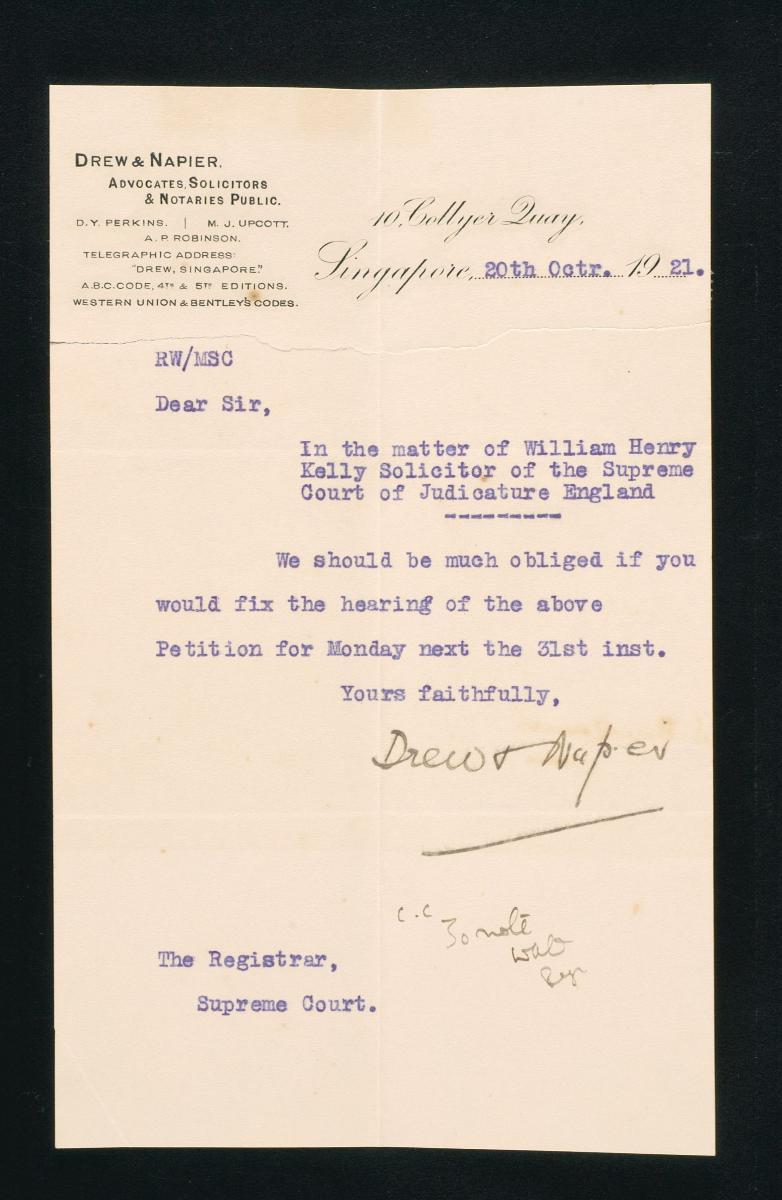 DREW & NAPIER.
ADVOCATES, SOLICITORS
& NOTARIES PUBLIC.
D.Y. PERKINS. | M. J. UPCOTT.
A. P. ROBINSON.
TELEGRAPHIC ADDRESS:
"DREW, SINGAPORE."
A.B.C. CODE, 4TH & 5TH EDITIONS.
WESTERN UNION & BENTLEY'S CODES.
10, Collyer Quay,
Singapore, 20th Octr. 1921.
RW/MSC
Dear Sir,
In the matter of William Henry
Kelly Solicitor of the Supreme
Court of Judicature England
---------
We should be much obliged if you
would fix the hearing of the above
Petition for Monday next the 31st inst.
Yours faithfully,
Drew & Napier
C.C
To note
The Registrar,
Supreme Court.